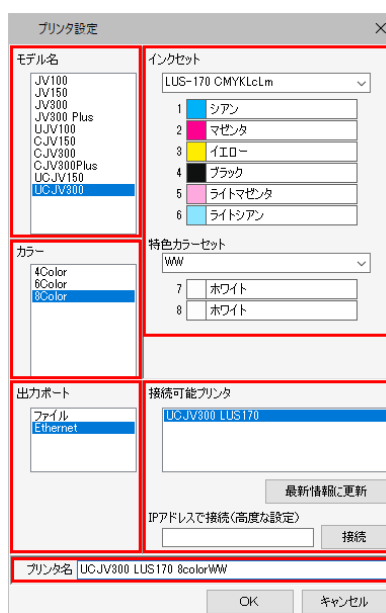 プリンタ設定
モデル名
JV100
JV150
JV300
JV300 Plus
UJV100
CJV150
CJV300
CJV300Plus
UCJV150
UCJV300
インクセット
LUS-170 CMYKLcLm
1 シアン
2 マゼンタ
3 イエロー
4 ブラック
5 ライトマゼンタ
6 ライトシアン
カラー
4Color
6Color
8Color
特色カラーセット
WW
7 ホワイト
8 ホワイト
出力ポート
ファイル
Ethernet
接続可能プリンタ
UCJV300 LUS170
最新情報に更新
IPアドレスで接続(高度な設定)
接続
プリンタ名 UCJV300 LUS170 8colorWW
OK キャンセル